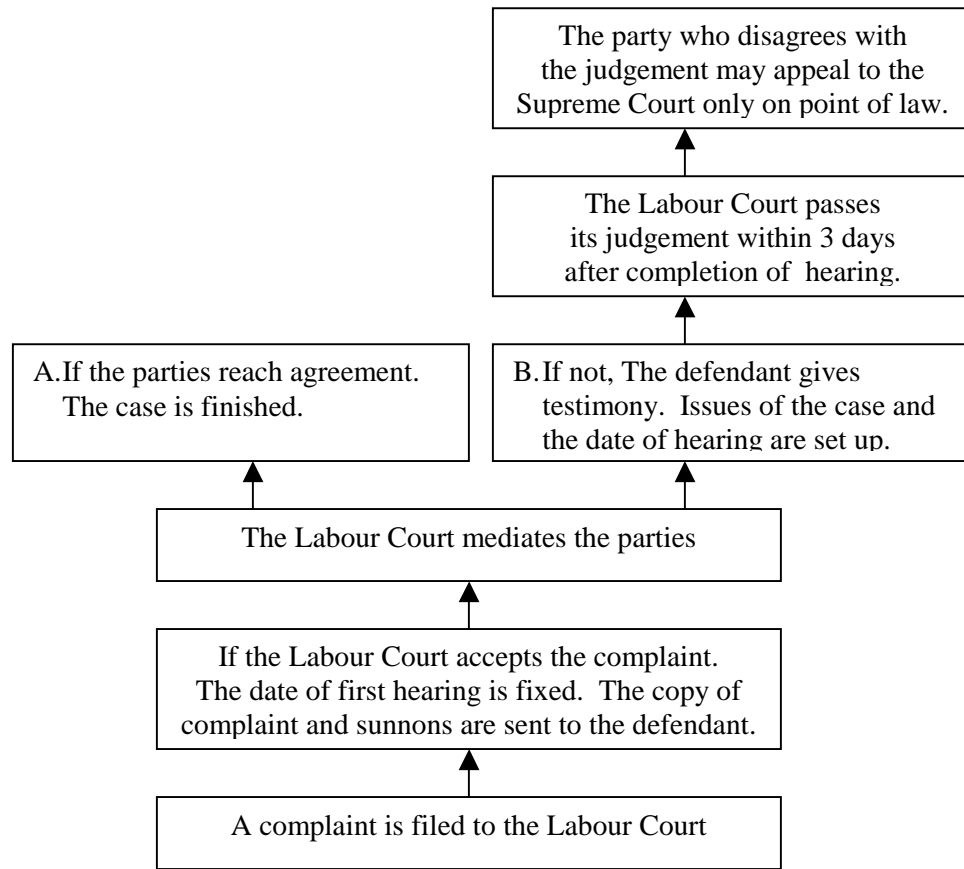 The party who disagrees with
the judgement may appeal to the
Supreme Court only on point of law.
The Labour Court passes
its judgement within 3 days
after completion of hearing.
A.If the parties reach agreement.
The case is finished.
B.If not, The defendant gives
testimony. Issues of the case and
the date of hearing are set up.
The Labour Court mediates the parties
If the Labour Court accepts the complaint.
The date of first hearing is fixed. The copy of
complaint and sunnons are sent to the defendant.
A complaint is filed to the Labour Court